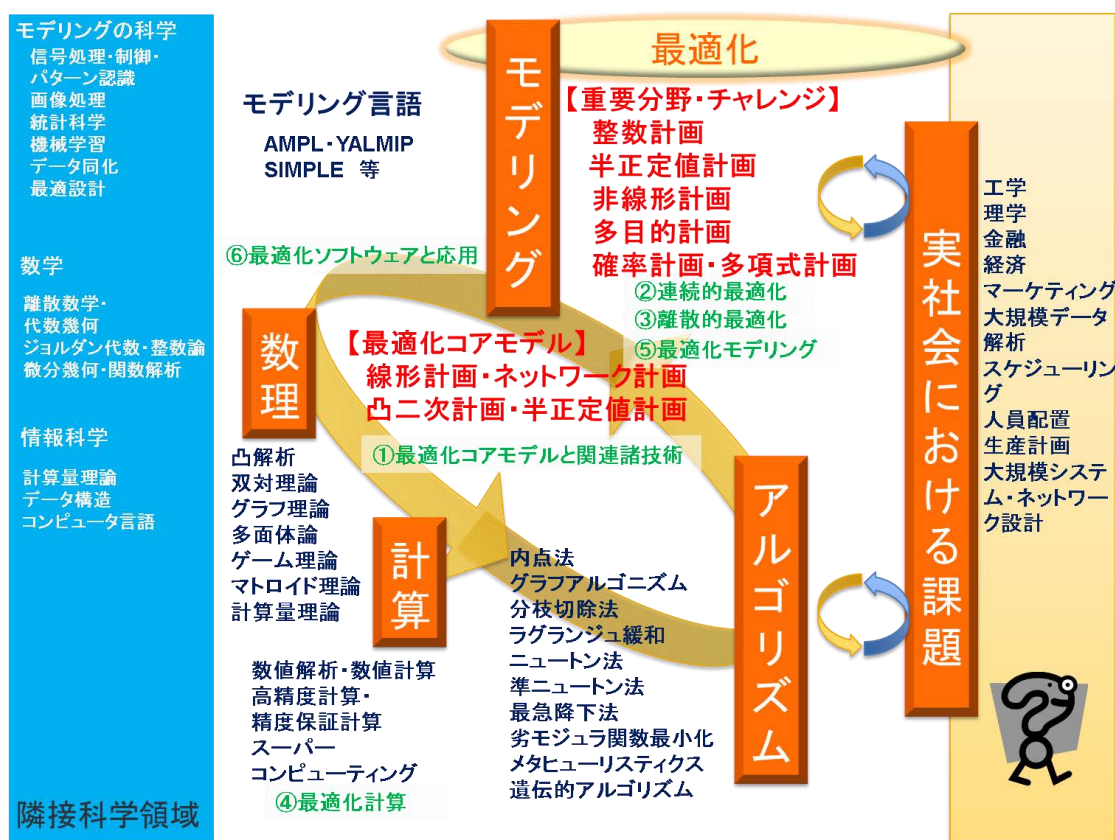 モデリングの科学
信号処理・制御・
パターン認識
画像処理
統計科学
機械学習
データ同化
最適設計
数学
離散数学・
代数幾何
ジョルダン代数・整数論
微分幾何・関数解析
情報科学
計算量理論
データ構造
コンピュータ言語
隣接科学領域
最適化
モデリング言語
AMPL・YALMIP
SIMPLE 等
モデリング
【重要分野・チャレンジ】
整数計画
半正定値計画
非線形計画
多目的計画
確率計画・多項式計画
②連続的最適化
③離散的最適化
⑤最適化モデリング
⑥最適化ソフトウェアと応用
数理
【最適化コアモデル】
線形計画・ネットワーク計画
凸二次計画・半正定値計画
①最適化コアモデルと関連諸技術
凸解析
双対理論
グラフ理論
多面体論
ゲーム理論
マトロイド理論
計算量理論
計算
数値解析・数値計算
高精度計算・
精度保証計算
スーパー
コンピューティング
④最適化計算
内点法
グラフアルゴニズム
分枝切除法
ラグランジュ緩和
ニュートン法
準ニュートン法
最急降下法
劣モジュラ関数最小化
メタヒューリスティクス
遺伝的アルゴリズム
アルゴリズム
実社会における課題
工学
理学
金融
経済
マーケティング
大規模データ
解析
スケジューリン
グ
人員配置
生産計画
大規模システ
ム・ネットワー
ク設計